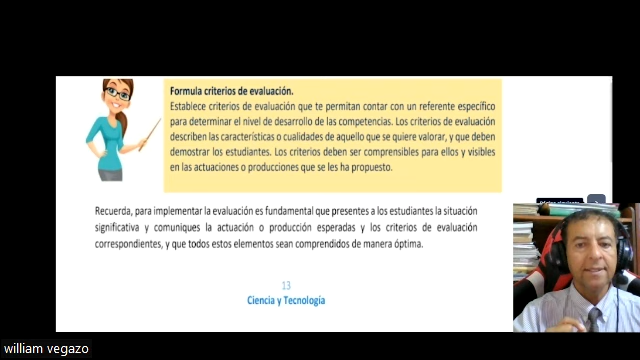 Formula criterios de evaluación.
Establece criterios de evaluación que te permitan contar con un referente específico
para determinar el nivel de desarrollo de las competencias. Los criterios de evaluación
describen las características o cualidades de aquello que se quiere valorar, y que deben
demostrar los estudiantes. Los criterios deben ser comprensibles para ellos y visibles
en las actuaciones o producciones que se les ha propuesto.
Recuerda, para implementar la evaluación es fundamental que presentes a los estudiantes la situación
significativa y comuniques la actuación o producción esperadas y los criterios de evaluación
correspondientes, y que todos estos elementos sean comprendidos de manera óptima.
13
Ciencia y Tecnología
william vegazo